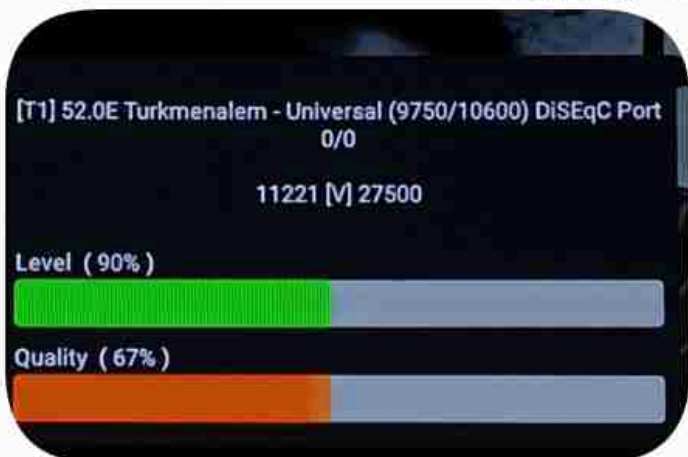 [T1] 52.0E Turkmenalem - Universal (9750/10600) DiSEqC Port
0/0
11221 [V] 27500
Level ( 90% )
Quality ( 67% )